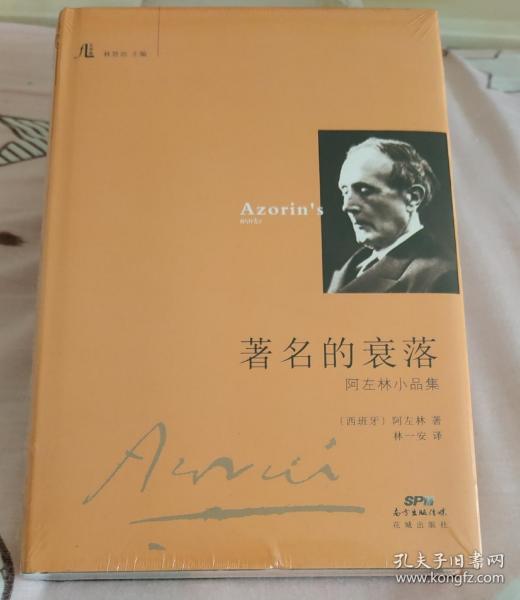 林贤治 主编
Azorin's
works
著名的衰落
阿左林小品集
(西班牙) 阿左林 著
林一安 译
Azorín
SPM
南方出版传媒
花城出版社
孔夫子旧书网
www.kongfz.com